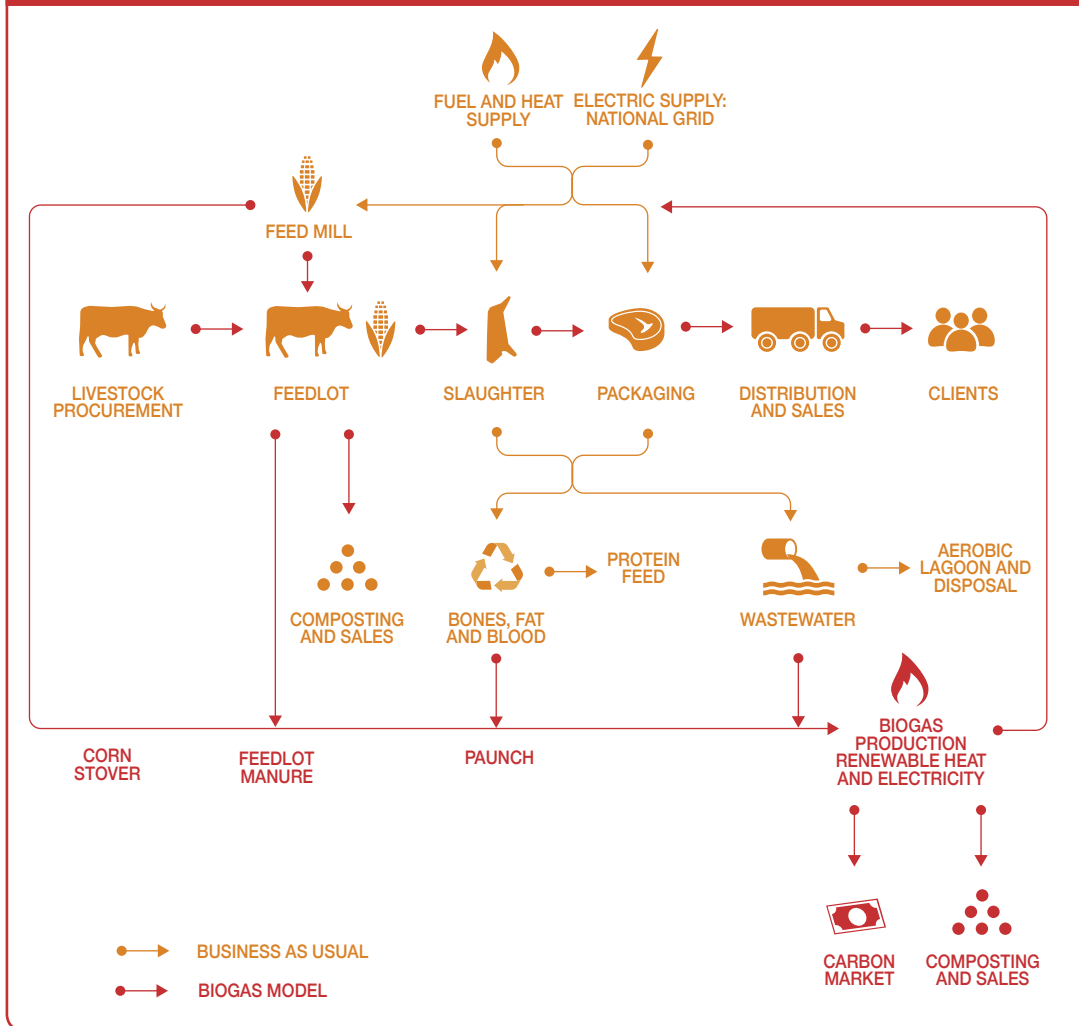 FUEL AND HEAT
SUPPLY
ELECTRIC SUPPLY:
NATIONAL GRID
FEED MILL
LIVESTOCK
PROCUREMENT
FEEDLOT
SLAUGHTER
PACKAGING
DISTRIBUTION
AND SALES
CLIENTS
COMPOSTING
AND SALES
BONES, FAT
AND BLOOD
PROTEIN
FEED
WASTEWATER
AEROBIC
LAGOON AND
DISPOSAL
CORN
STOVER
FEEDLOT
MANURE
PAUNCH
BIOGAS
PRODUCTION
RENEWABLE HEAT
AND ELECTRICITY
CARBON
MARKET
COMPOSTING
AND SALES
BUSINESS AS USUAL
BIOGAS MODEL